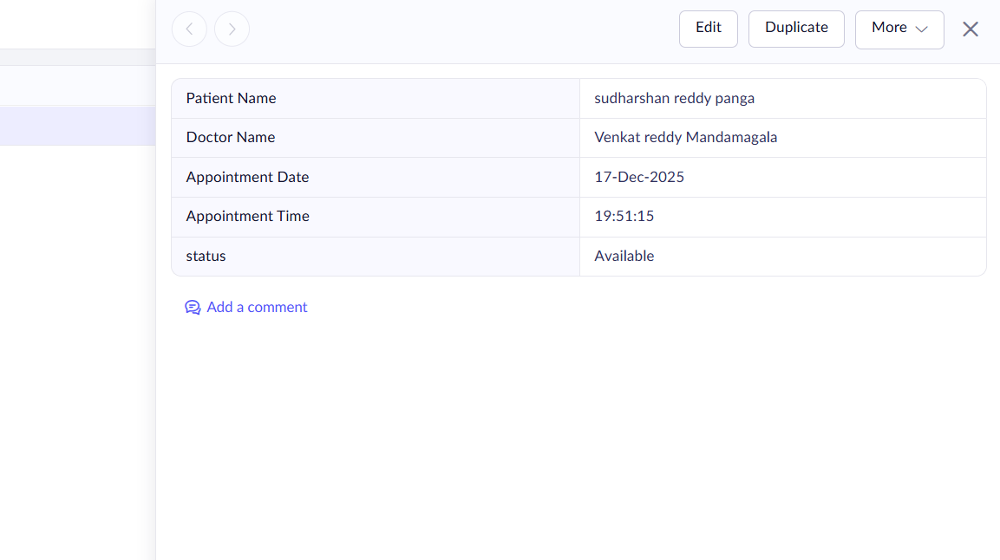 Edit Duplicate More
Patient Name sudharshan reddy panga
Doctor Name Venkat reddy Mandamagala
Appointment Date 17-Dec-2025
Appointment Time 19:51:15
status Available
Add a comment